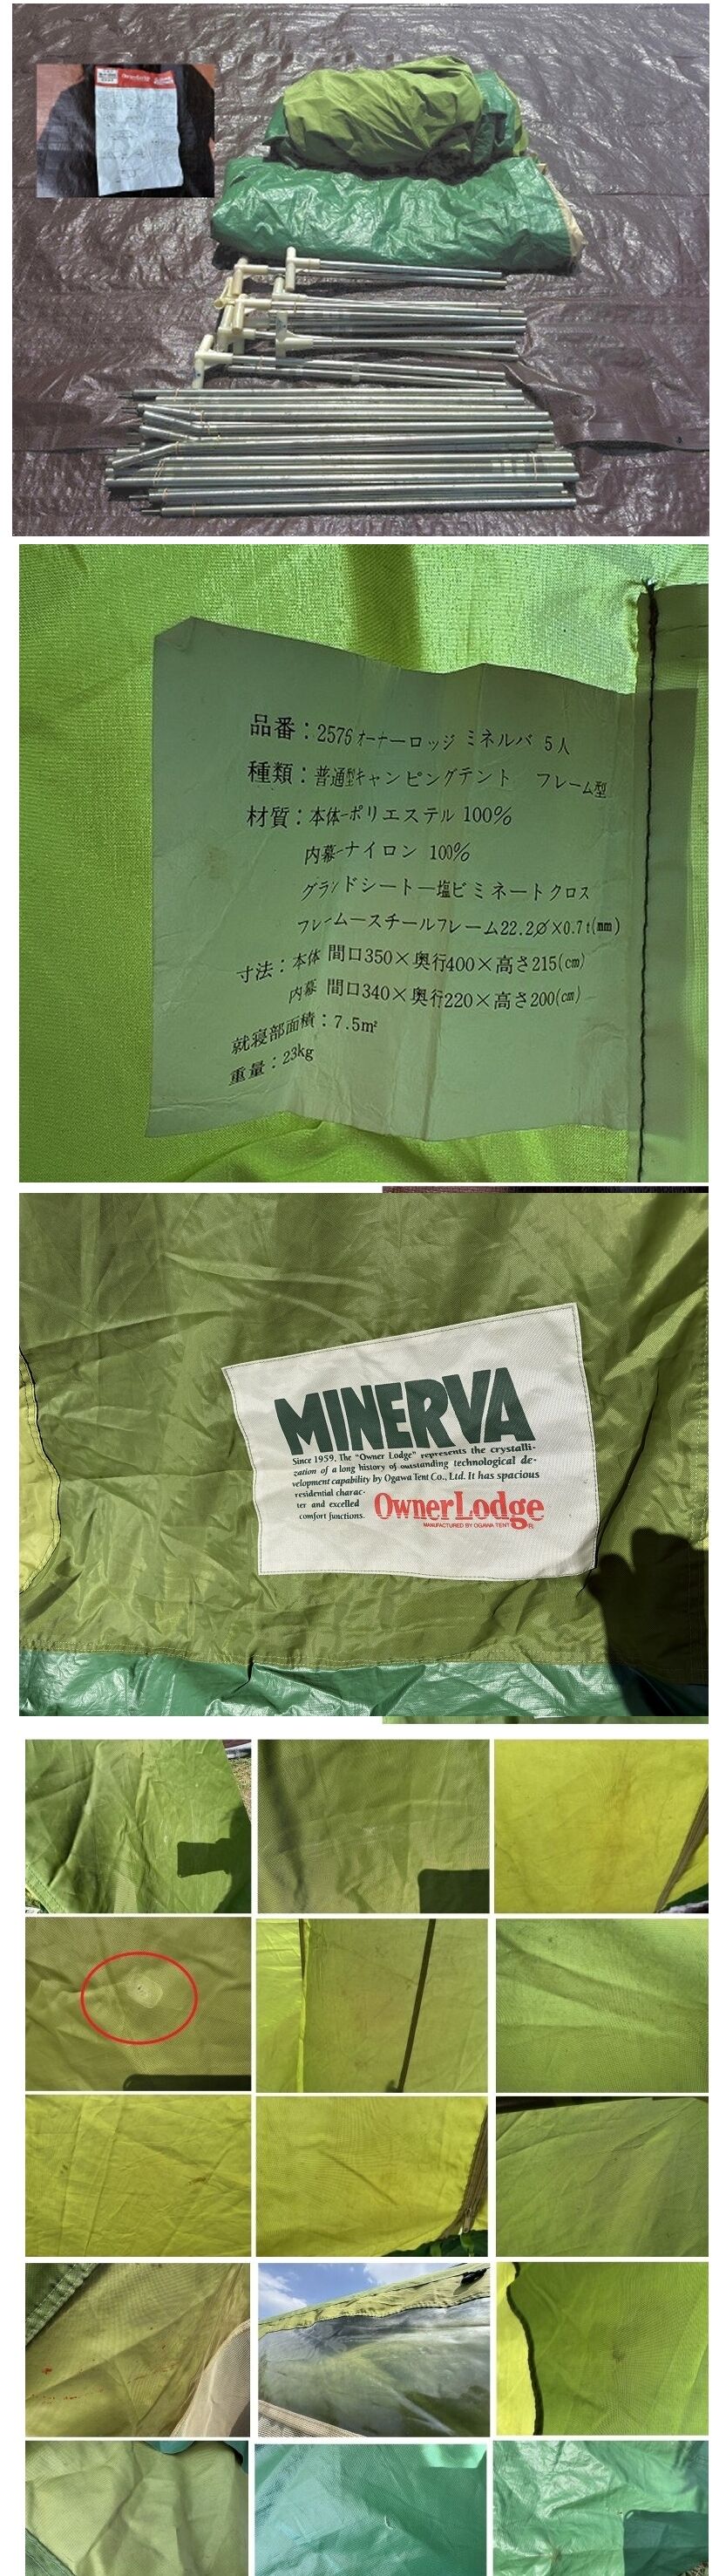 OwnerLodge
品番：2576 オーナーロッジ ミネルバ 5人
種類：普通型キャンピングテント フレーム型
材質：本体-ポリエステル 100%
内幕-ナイロン 100%
グランドシート―塩ビミネートクロス
フレーム―スチールフレーム22.2∅×0.7t(mm)
寸法：本体 間口350×奥行400×高さ215(cm)
内幕 間口340×奥行220×高さ200(cm)
就寝部面積：7.5㎡
重量：23kg
MINERVA
Since 1959. The "Owner Lodge" represents the crystalli-
zation of a long history of outstanding technological de-
velopment capability by Ogawa Tent Co., Ltd. It has spacious
residential charac-
ter and excelled
comfort functions.
OwnerLodge
MANUFACTURED BY OGAWA TENT ®